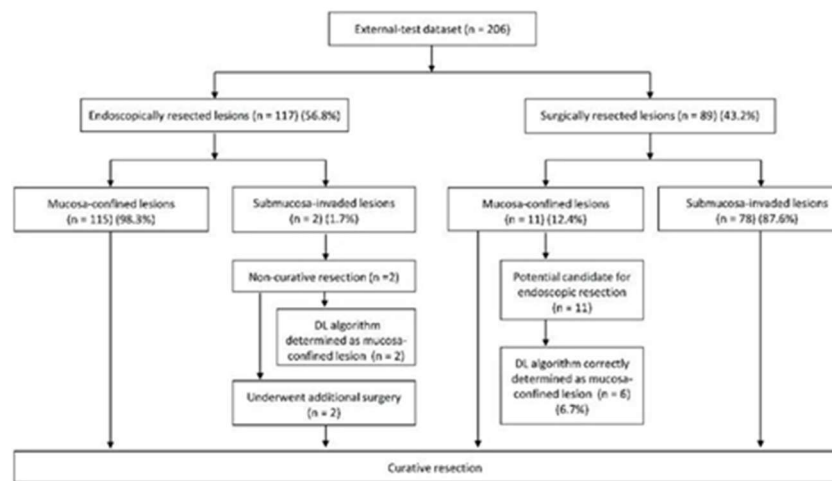 External-test dataset (n = 206)
Endoscopically resected lesions (n = 117) (56.8%)
Surgically resected lesions (n = 89) (43.2%)
Mucosa-confined lesions
(n = 115) (98.3%)
Submucosa-invaded lesions
(n = 2) (1.7%)
Mucosa-confined lesions
(n = 11) (12.4%)
Submucosa-invaded lesions
(n = 78) (87.6%)
Non-curative resection (n =2)
DL algorithm
determined as mucosa-
confined lesion (n = 2)
Underwent additional surgery
(n = 2)
Potential candidate for
endoscopic resection
(n = 11)
DL algorithm correctly
determined as mucosa-
confined lesion (n = 6)
(6.7%)
Curative resection